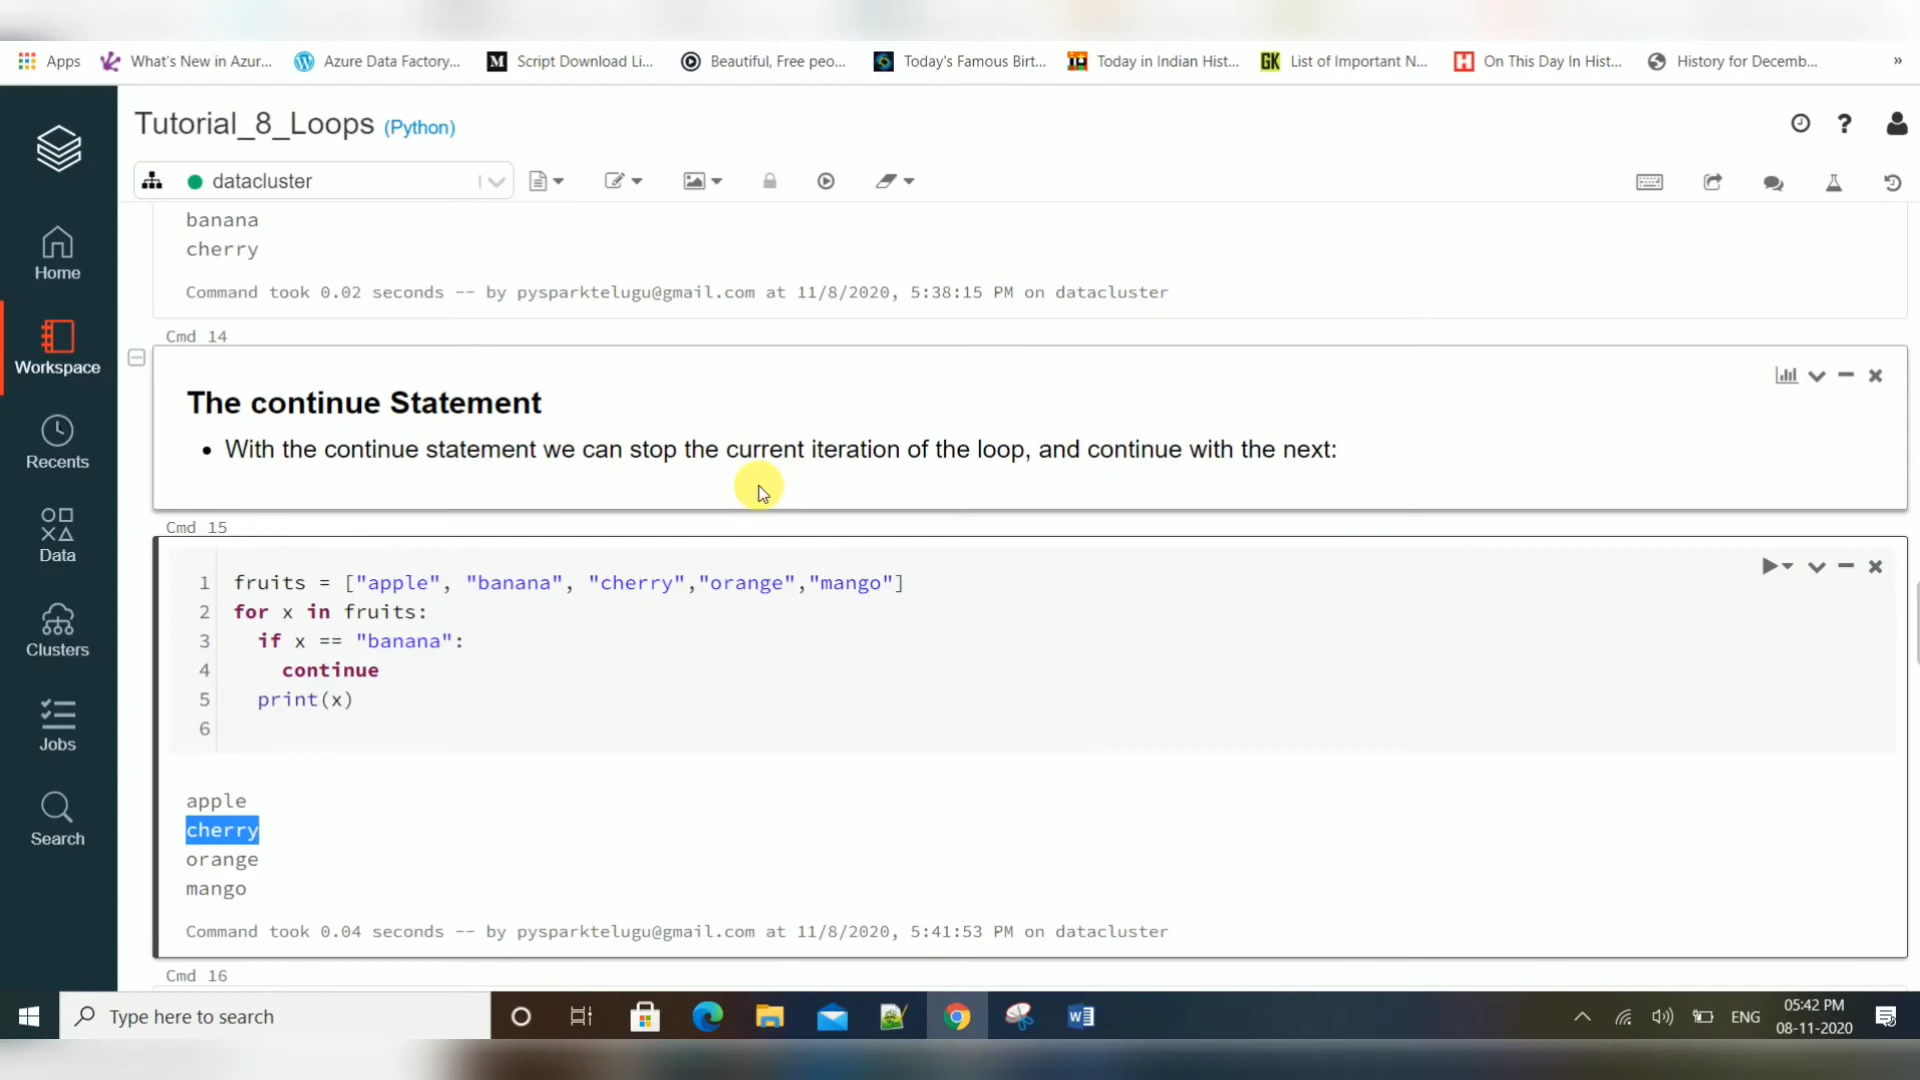 Apps What's New in Azur... Azure Data Factory... M Script Download Li... Beautiful, Free peo... Today's Famous Birt... Today in Indian Hist... GK List of Important N... H On This Day In Hist... History for Decemb... »
Tutorial_8_Loops (Python)
?
datacluster
Home
Workspace
Recents
Data
Clusters
Jobs
Search
banana
cherry
Command took 0.02 seconds -- by pysparktelugu@gmail.com at 11/8/2020, 5:38:15 PM on datacluster
Cmd 14
The continue Statement
• With the continue statement we can stop the current iteration of the loop, and continue with the next:
Cmd 15
1 fruits = ["apple", "banana", "cherry","orange","mango"]
2 for x in fruits:
3 if x == "banana":
4 continue
5 print(x)
6
apple
cherry
orange
mango
Command took 0.04 seconds -- by pysparktelugu@gmail.com at 11/8/2020, 5:41:53 PM on datacluster
Cmd 16
Type here to search
ENG
05:42 PM
08-11-2020